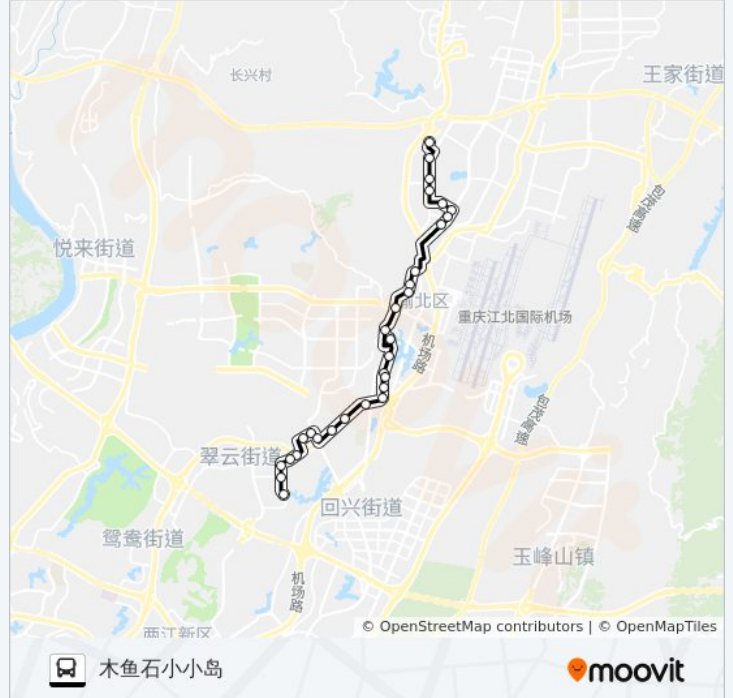 王家街道
长兴村
包茂高速
悦来街道
渝北区
重庆江北国际机场
机场路
包茂高速
翠云街道
回兴街道
鸳鸯街道
玉峰山镇
机场路
两江新区
© OpenStreetMap contributors | © OpenMapTiles
木鱼石小小岛
moovit